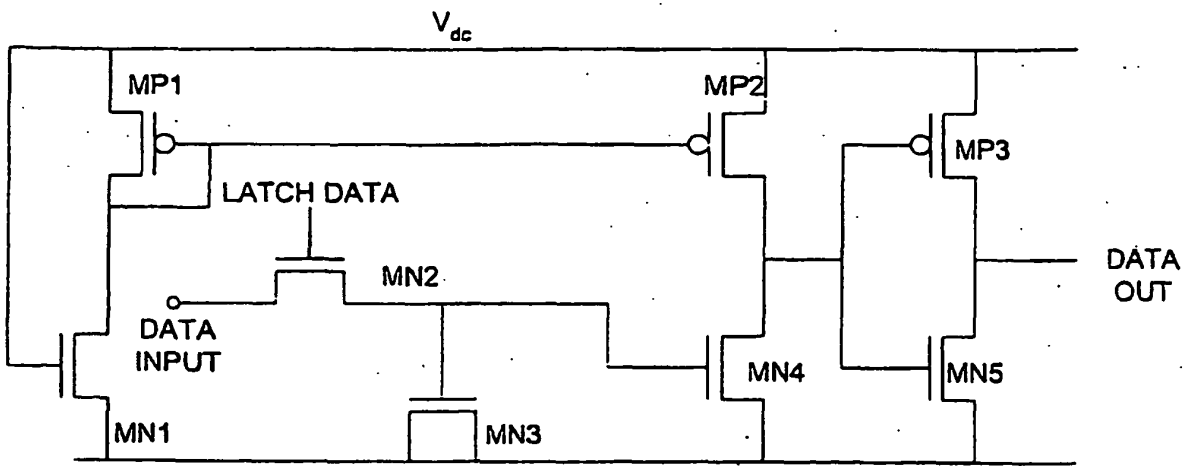 Vdc
MP1
MP2
MP3
LATCH DATA
MN2
DATA
INPUT
DATA
OUT
MN4
MN5
MN1
MN3